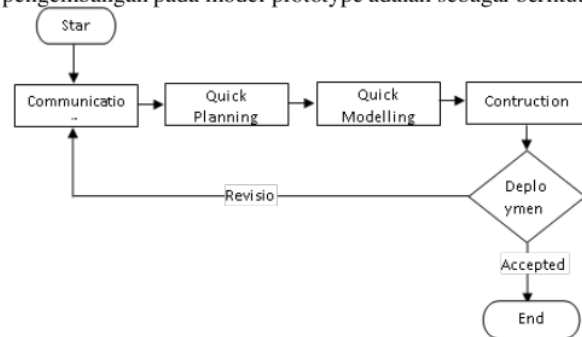 pengembangan pada model prototype adalah sebagai berikut
Star
Communicatio
..
Quick
Planning
Quick
Modelling
Contruction
Deplo
ymen
Revisio
Accepted
End